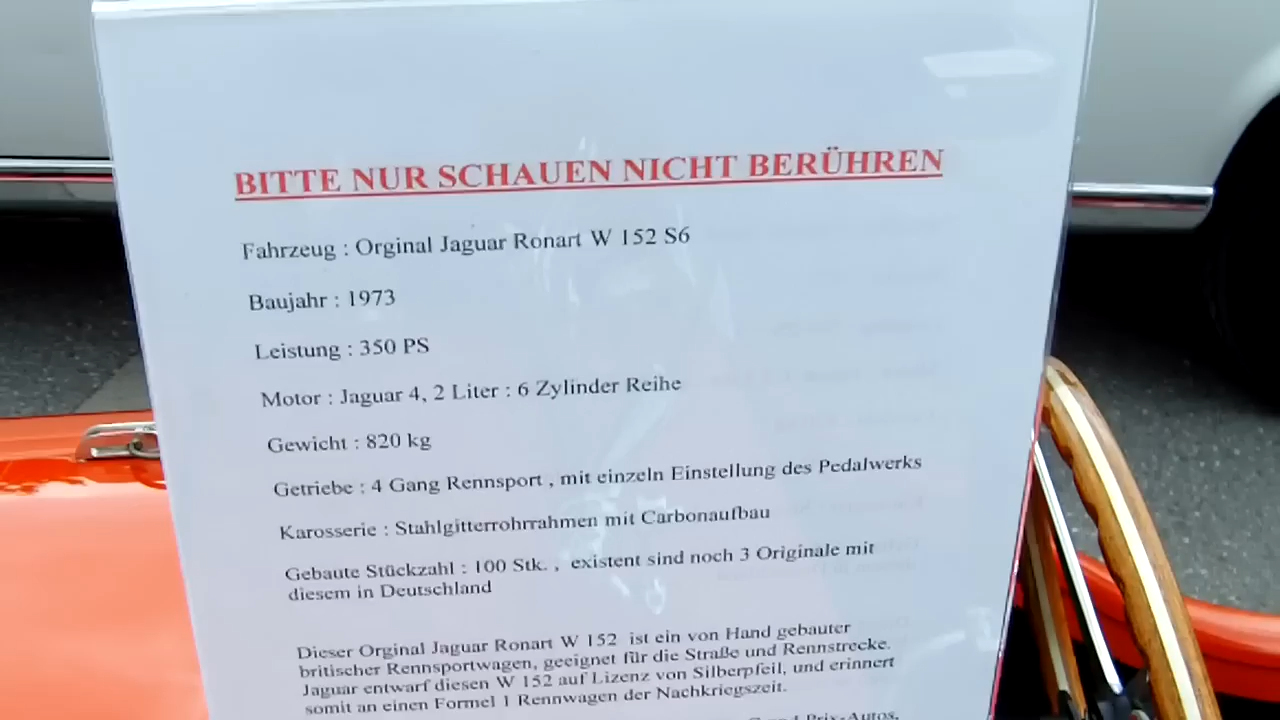 BITTE NUR SCHAUEN NICHT BERÜHREN
Fahrzeug : Orginal Jaguar Ronart W 152 S6
Baujahr : 1973
Leistung : 350 PS
Motor : Jaguar 4, 2 Liter : 6 Zylinder Reihe
Gewicht : 820 kg
Getriebe : 4 Gang Rennsport , mit einzeln Einstellung des Pedalwerks
Karosserie : Stahlgitterrohrrahmen mit Carbonaufbau
Gebaute Stückzahl : 100 Stk. , existent sind noch 3 Originale mit
diesem in Deutschland
Dieser Orginal Jaguar Ronart W 152 ist ein von Hand gebauter
britischer Rennsportwagen, geeignet für die Straße und Rennstrecke.
Jaguar entwarf diesen W 152 auf Lizenz von Silberpfeil, und erinnert
somit an einen Formel 1 Rennwagen der Nachkriegszeit.
Prix-Autos,